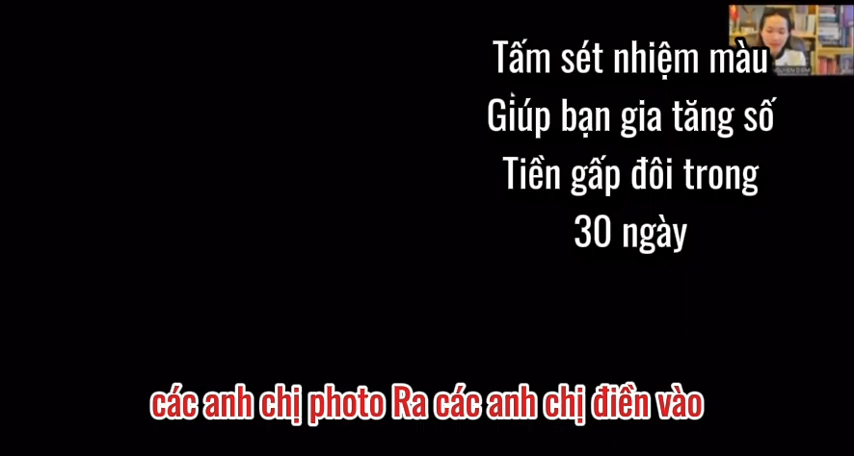 Tấm sét nhiệm màu
Giúp bạn gia tăng số
Tiền gấp đôi trong
30 ngày
các anh chị photo Ra các anh chị điền vào